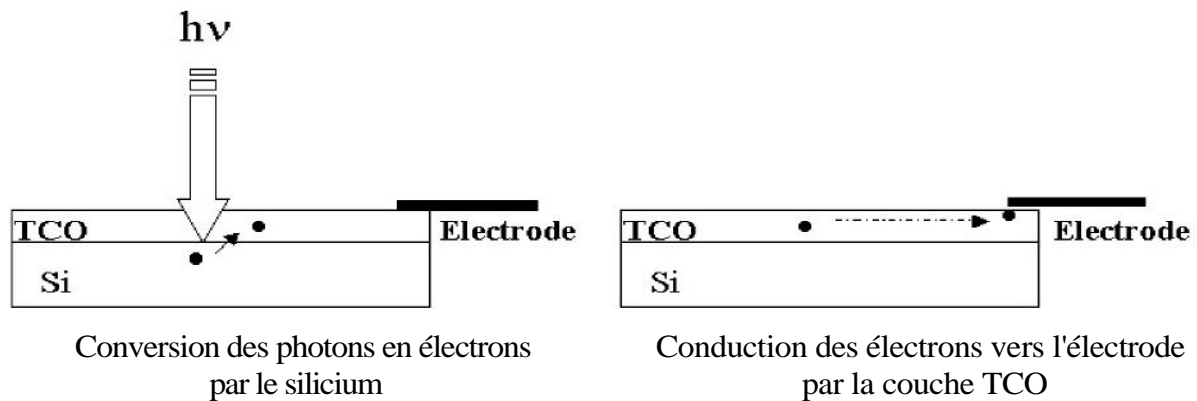 hν
TCO
Electrode
Si
Conversion des photons en électrons
par le silicium
TCO
Electrode
Si
Conduction des électrons vers l'électrode
par la couche TCO